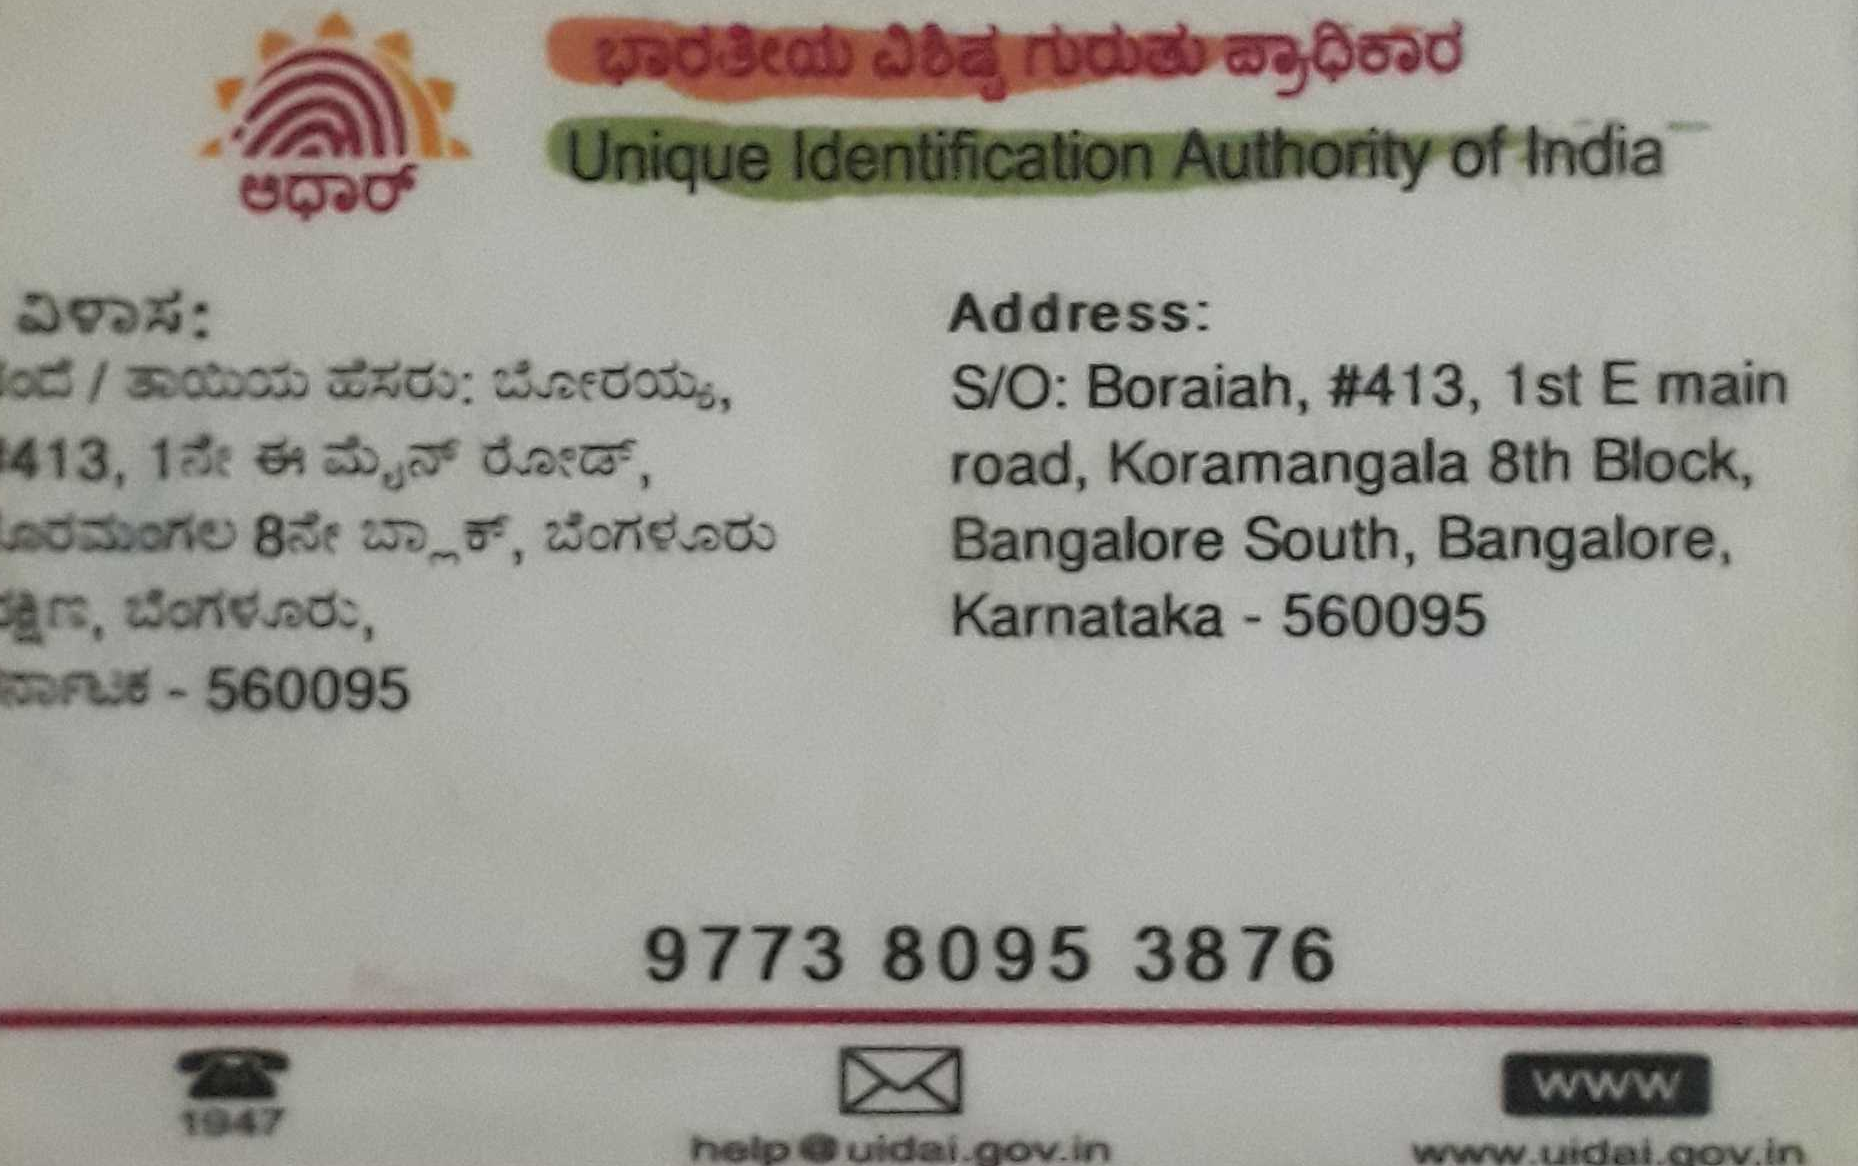 ಆಧಾರ್
ಭಾರತೀಯ ವಿಶಿಷ್ಟ ಗುರುತು ಪ್ರಾಧಿಕಾರ
Unique Identification Authority of India
ವಿಳಾಸ:
/ ತಾಯಿಯ ಹೆಸರು: ಬೋರಯ್ಯ,
#413, 1ನೇ ಈ ಮೈನ್ ರೋಡ್,
8ನೇ ಬ್ಲಾಕ್, ಬೆಂಗಳೂರು
ಬೆಂಗಳೂರು,
- 560095
Address:
S/O: Boraiah, #413, 1st E main
road, Koramangala 8th Block,
Bangalore South, Bangalore,
Karnataka - 560095
9773 8095 3876
1947
help@uidai.gov.in
www
www.uidai.gov.in